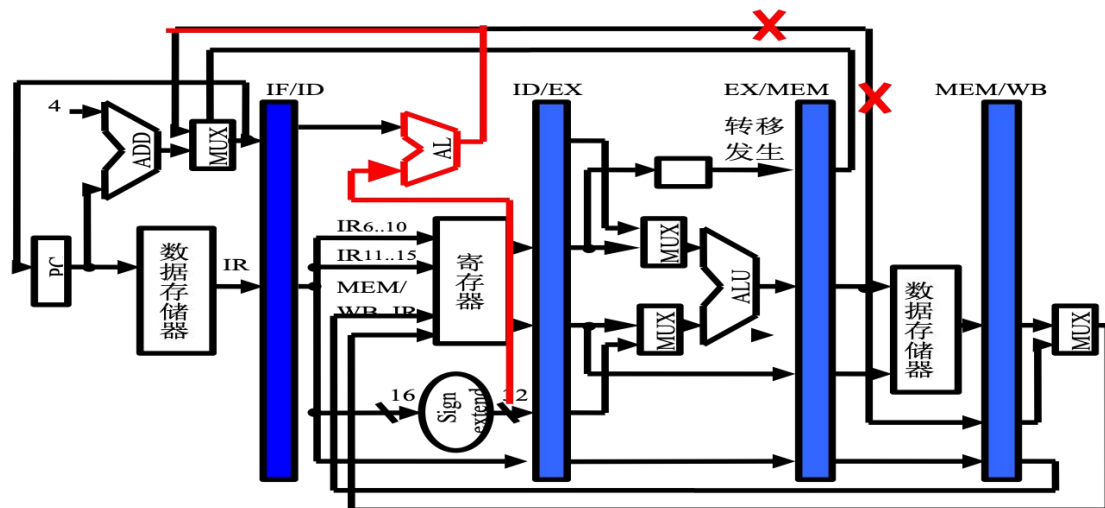 IF/ID
ID/EX
EX/MEM
MEM/WB
4
ADD
MUX
AL
转移
发生
PC
数据存储器
IR
IR6..10
IR11..15
MEM/
WB IR
寄存器
MUX
MUX
ALU
数据存储器
MUX
16
Sign
extend
32